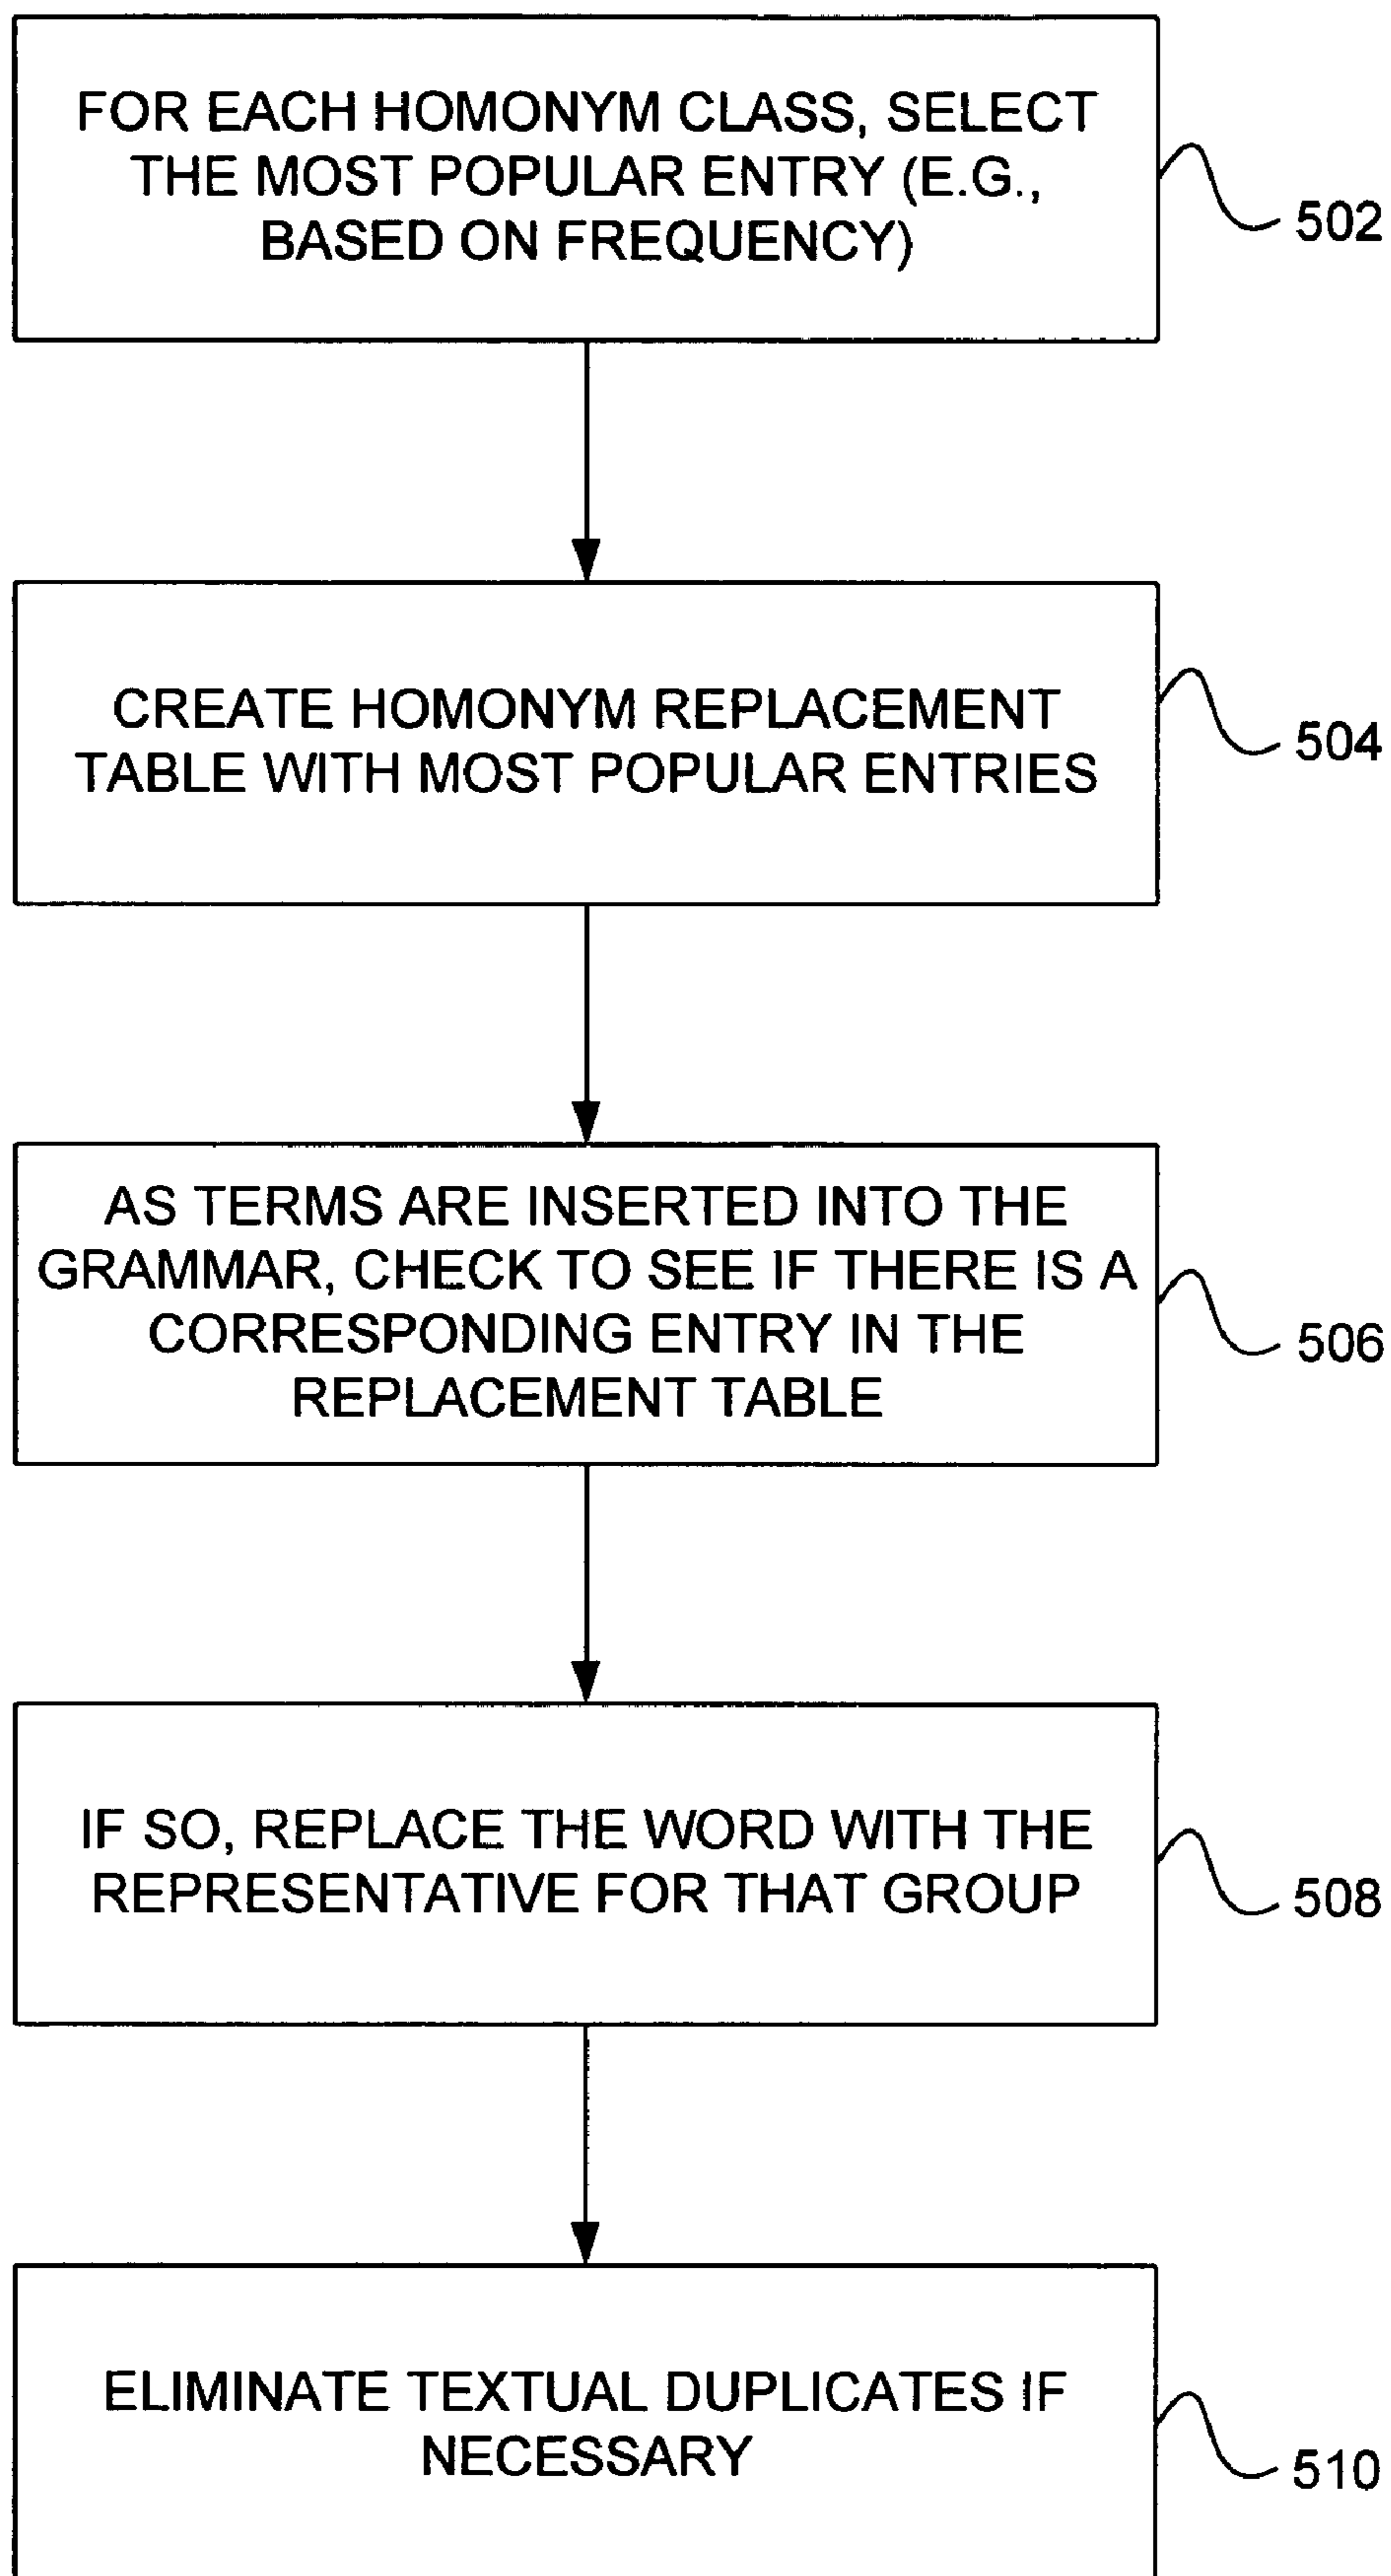 FOR EACH HOMONYM CLASS, SELECT
THE MOST POPULAR ENTRY (E.G.,
BASED ON FREQUENCY)
502
CREATE HOMONYM REPLACEMENT
TABLE WITH MOST POPULAR ENTRIES
504
AS TERMS ARE INSERTED INTO THE
GRAMMAR, CHECK TO SEE IF THERE IS A
CORRESPONDING ENTRY IN THE
REPLACEMENT TABLE
506
IF SO, REPLACE THE WORD WITH THE
REPRESENTATIVE FOR THAT GROUP
508
ELIMINATE TEXTUAL DUPLICATES IF
NECESSARY
510